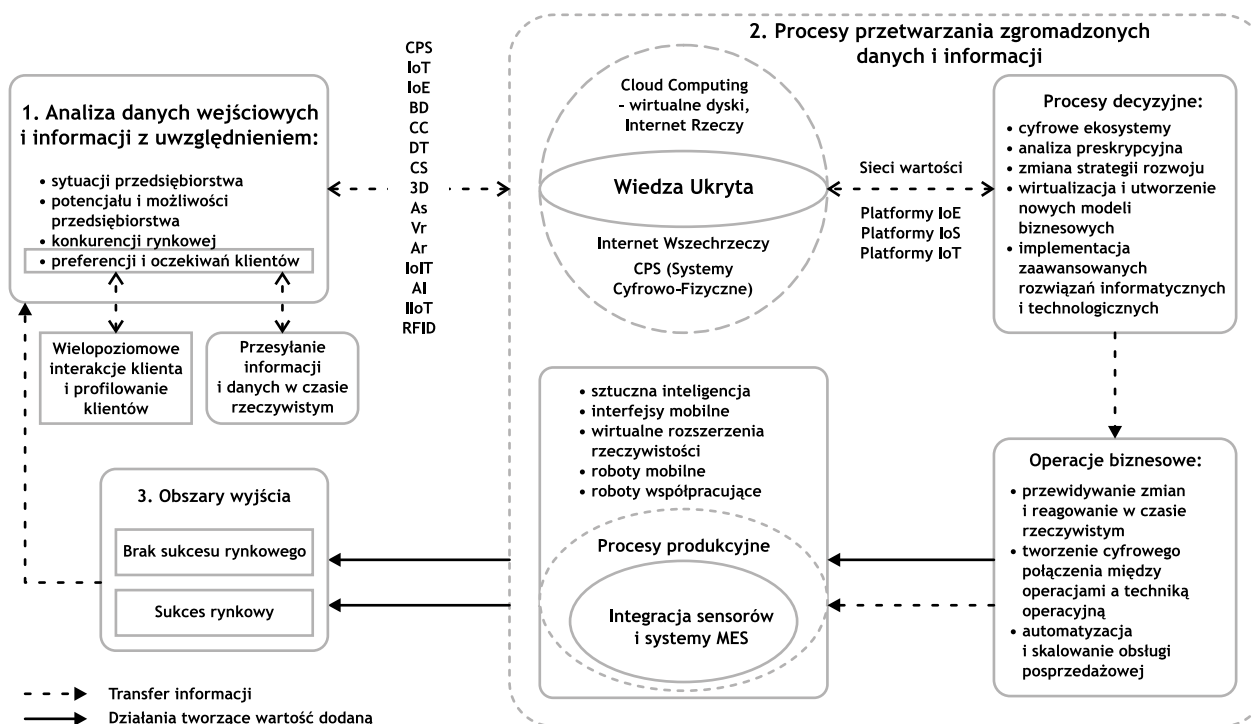 1. Analiza danych wejściowych
i informacji z uwzględnieniem:
• sytuacji przedsiębiorstwa
• potencjału i możliwości
przedsiębiorstwa
• konkurencji rynkowej
• preferencji i oczekiwań klientów
Wielopoziomowe
interakcje klienta
i profilowanie
klientów
Przesyłanie
informacji
i danych w czasie
rzeczywistym
CPS
IoT
IoE
BD
CC
DT
CS
3D
As
Vr
Ar
IoIT
AI
IIoT
RFID
2. Procesy przetwarzania zgromadzonych
danych i informacji
Cloud Computing
- wirtualne dyski,
Internet Rzeczy
Wiedza Ukryta
Internet Wszechrzeczy
CPS (Systemy
Cyfrowo-Fizyczne)
Sieci wartości
Platformy IoE
Platformy IoS
Platformy IoT
Procesy decyzyjne:
• cyfrowe ekosystemy
• analiza preskrypcyjna
• zmiana strategii rozwoju
• wirtualizacja i utworzenie
nowych modeli
biznesowych
• implementacja
zaawansowanych
rozwiązań informatycznych
i technologicznych
Operacje biznesowe:
• przewidywanie zmian
i reagowanie w czasie
rzeczywistym
• tworzenie cyfrowego
połączenia między
operacjami a techniką
operacyjną
• automatyzacja
i skalowanie obsługi
posprzedażowej
• sztuczna inteligencja
• interfejsy mobilne
• wirtualne rozszerzenia
rzeczywistości
• roboty mobilne
• roboty współpracujące
Procesy produkcyjne
Integracja sensorów
i systemy MES
3. Obszary wyjścia
Brak sukcesu rynkowego
Sukces rynkowy
Transfer informacji
Działania tworzące wartość dodaną